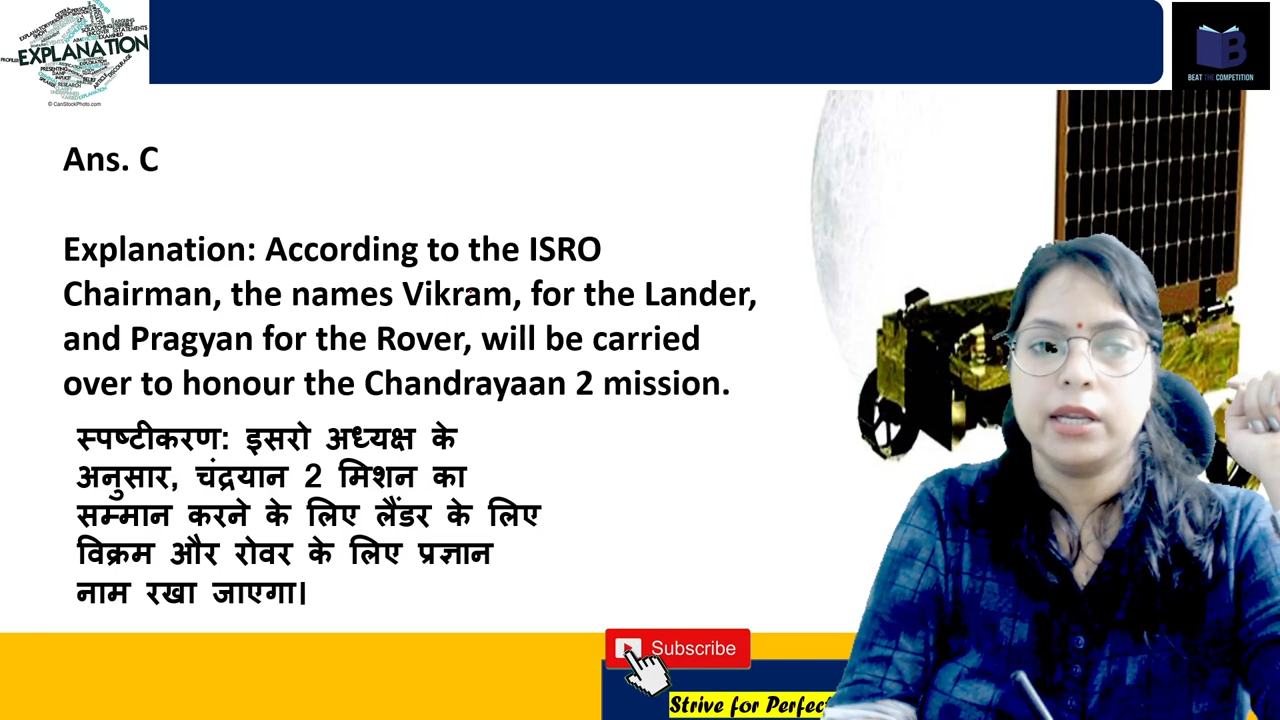 EXPLANATION
© CanStockPhoto.com
B
BEAT THE COMPETITION
Ans. C
Explanation: According to the ISRO
Chairman, the names Vikram, for the Lander,
and Pragyan for the Rover, will be carried
over to honour the Chandrayaan 2 mission.
स्पष्टीकरण: इसरो अध्यक्ष के
अनुसार, चंद्रयान 2 मिशन का
सम्मान करने के लिए लैंडर के लिए
विक्रम और रोवर के लिए प्रज्ञान
नाम रखा जाएगा।
Subscribe
Strive for Perfec